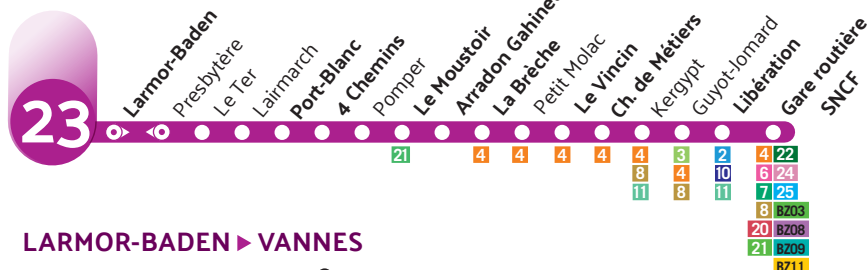 23
Larmor-Baden
Presbytère
Le Ter
Lairmarch
Port-Blanc
4 Chemins
Pomper
Le Moustoir
Arradon Gahinet
La Brèche
Petit Molac
Le Vincin
Ch. de Métiers
Kergypt
Guyot-Jomard
Libération
Gare routière
SNCF
21 4 4 4 4 4 3 2 4 22
8 4 10 6 24
11 8 11 7 25
8 BZ03
20 BZ08
21 BZ09
BZ11
LARMOR-BADEN ▶ VANNES